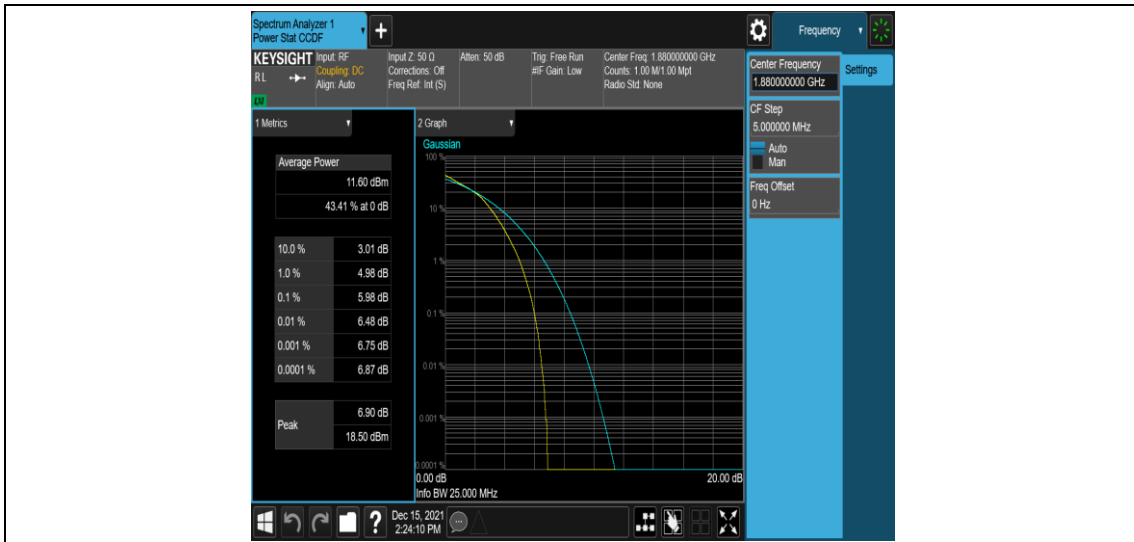 Spectrum Analyzer 1
Power Stat CCDF
+
Frequency
KEYSIGHT
RL
LXI
Input: RF
Coupling: DC
Align: Auto
Input Z: 50 Ω
Corrections: Off
Freq Ref: Int (S)
Atten: 50 dB
Trig: Free Run
#IF Gain: Low
Center Freq: 1.880000000 GHz
Counts: 1.00 M/1.00 Mpt
Radio Std: None
Center Frequency
1.880000000 GHz
Settings
CF Step
5.000000 MHz
Auto
Man
Freq Offset
0 Hz
1 Metrics
Average Power
11.60 dBm
43.41 % at 0 dB
10.0 % 3.01 dB
1.0 % 4.98 dB
0.1 % 5.98 dB
0.01 % 6.48 dB
0.001 % 6.75 dB
0.0001 % 6.87 dB
Peak 6.90 dB
18.50 dBm
2 Graph
Gaussian
100 %
10 %
1 %
0.1 %
0.01 %
0.001 %
0.0001 %
0.00 dB 20.00 dB
Info BW 25.000 MHz
?
Dec 15, 2021
2:24:10 PM